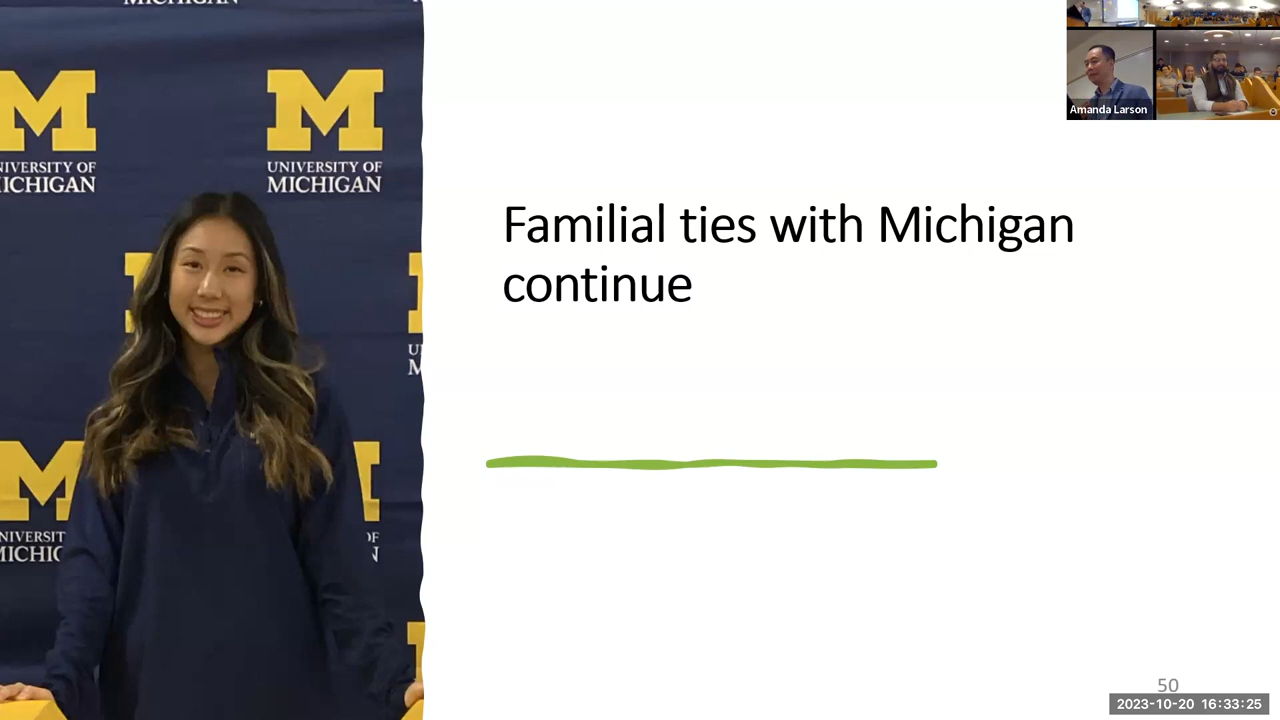 MICHIGAN
M
UNIVERSITY OF
MICHIGAN
M
UNIVERSITY OF
MICHIGAN
Amanda Larson
Familial ties with Michigan
continue
50
2023-10-20 16:33:25